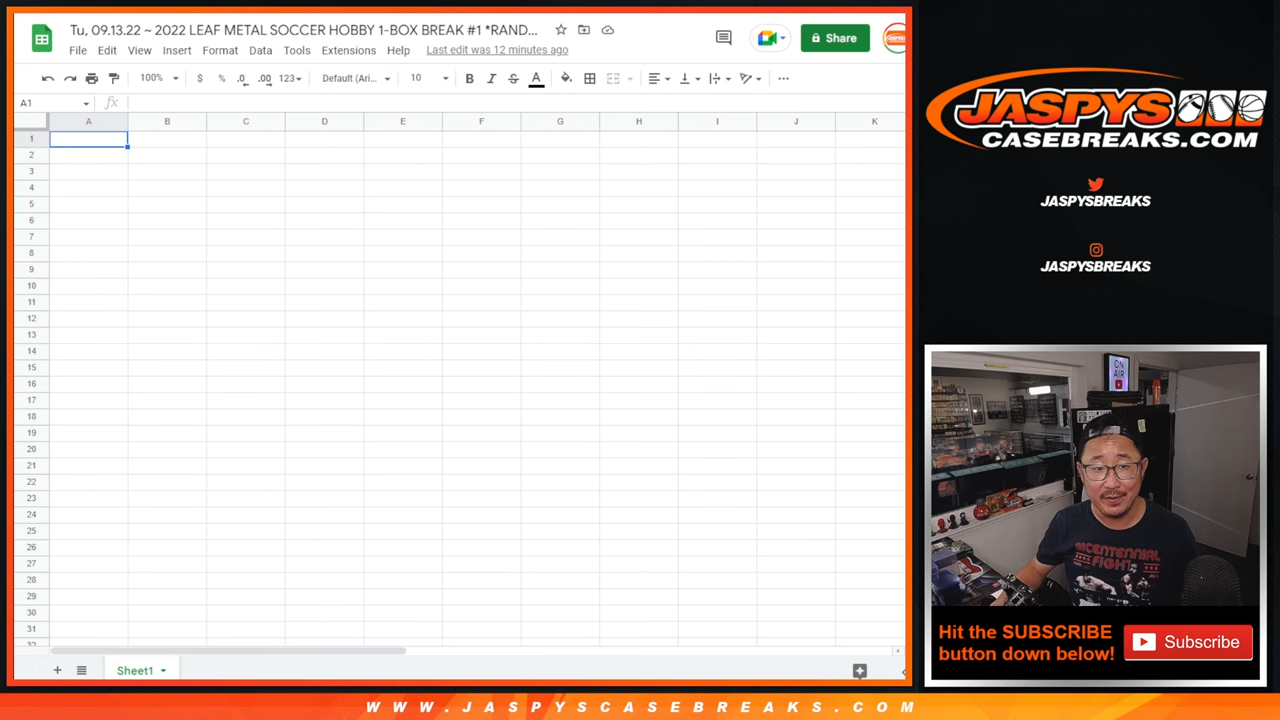 Tu, 09.13.22 ~ 2022 LEAF METAL SOCCER HOBBY 1-BOX BREAK #1 *RAND...
File Edit View Insert Format Data Tools Extensions Help Last edit was 12 minutes ago
Share
100% $ % .0 .00 123 Default (Ari... 10 B I S A
A1 fx
A B C D E F G H I J K
1
2
3
4
5
6
7
8
9
10
11
12
13
14
15
16
17
18
19
20
21
22
23
24
25
26
27
28
29
30
31
32
Sheet1
JASPYS
CASEBREAKS.COM
JASPYSBREAKS
JASPYSBREAKS
ON
AIR
BICENTENNIAL
FIGHT
Hit the SUBSCRIBE
button down below!
Subscribe
WWW.JASPYSCASEBREAKS.COM